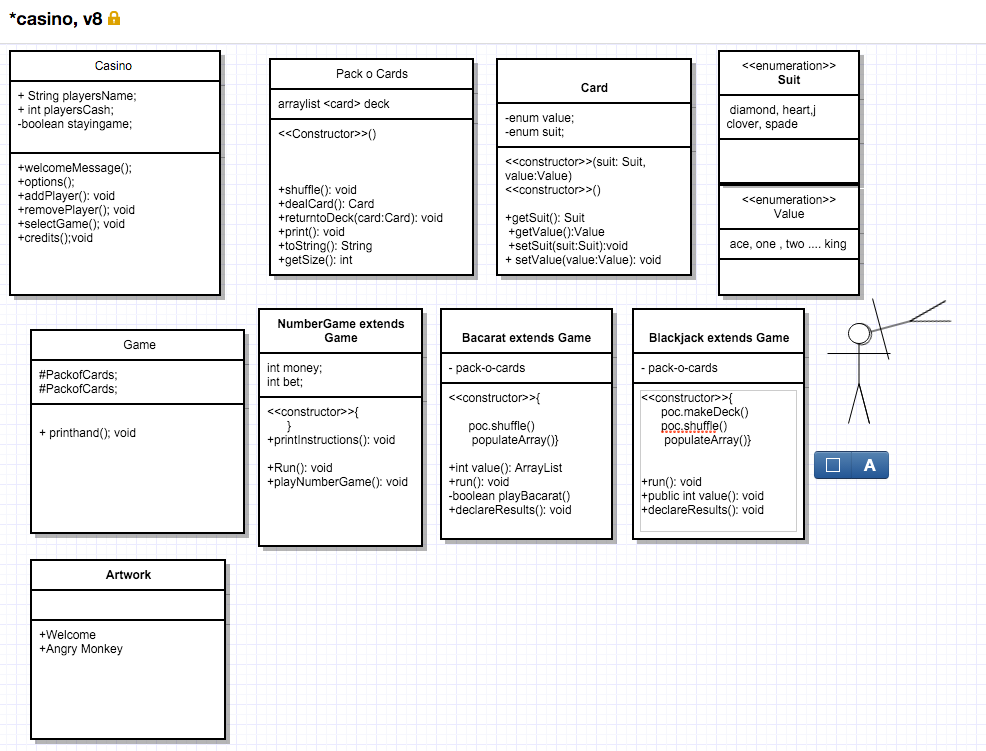 *casino, v8
Casino
+ String playersName;
+ int playersCash;
-boolean stayingame;
+welcomeMessage();
+options();
+addPlayer(): void
+removePlayer(); void
+selectGame(); void
+credits();void
Pack o Cards
arraylist <card> deck
<<Constructor>>()
+shuffle(): void
+dealCard(): Card
+returntoDeck(card:Card): void
+print(): void
+toString(): String
+getSize(): int
Card
-enum value;
-enum suit;
<<constructor>>(suit: Suit,
value:Value)
<<constructor>>()
+getSuit(): Suit
+getValue():Value
+setSuit(suit:Suit):void
+ setValue(value:Value): void
<<enumeration>>
Suit
diamond, heart,j
clover, spade
<<enumeration>>
Value
ace, one , two .... king
Game
#PackofCards;
#PackofCards;
+ printhand(); void
NumberGame extends
Game
int money;
int bet;
<<constructor>>{
}
+printInstructions(): void
+Run(): void
+playNumberGame(): void
Bacarat extends Game
- pack-o-cards
<<constructor>>{
poc.shuffle()
populateArray()}
+int value(): ArrayList
+run(): void
-boolean playBacarat()
+declareResults(): void
Blackjack extends Game
- pack-o-cards
<<constructor>>{
poc.makeDeck()
poc.shuffle()
populateArray()}
+run(): void
+public int value(): void
+declareResults(): void
A
Artwork
+Welcome
+Angry Monkey